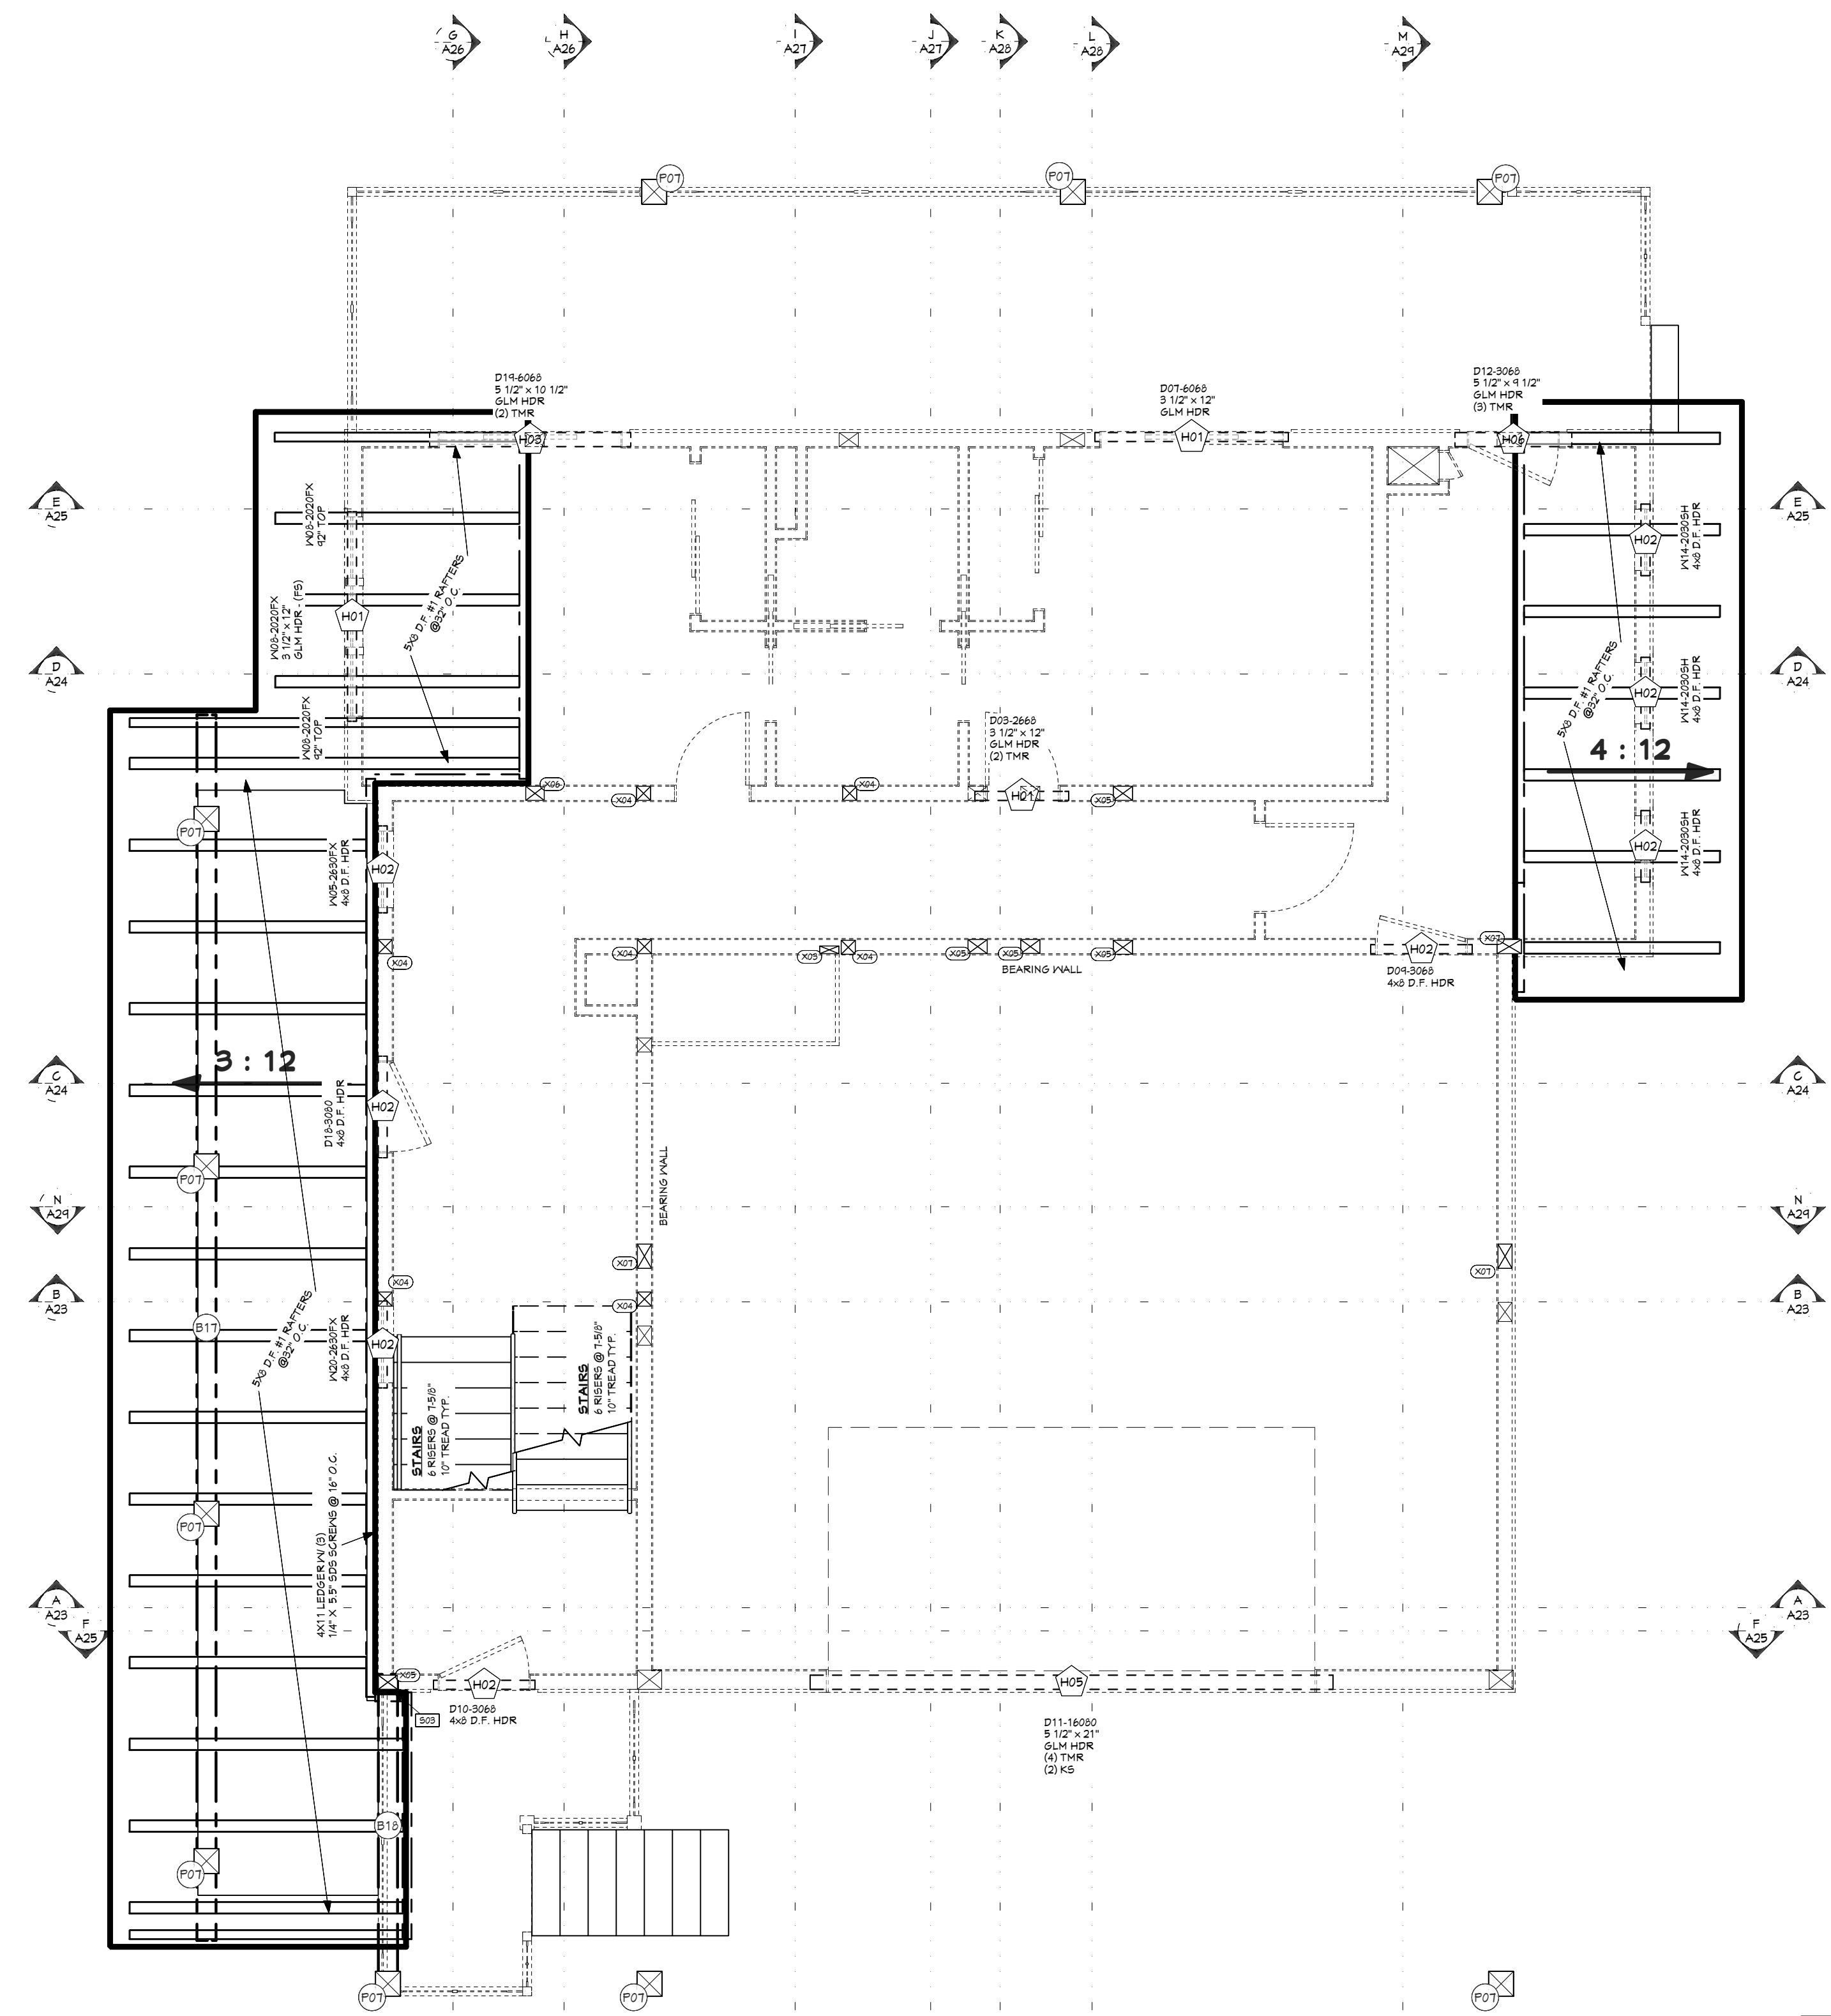 G
A26
H
A26
I
A27
J
A27
K
A28
L
A28
M
A29
P07
P07
P07
D19-6068
5 1/2" x 10 1/2"
GLM HDR
(2) TMR
H03
D07-6068
3 1/2" x 12"
GLM HDR
H01
D12-3068
5 1/2" x 9 1/2"
GLM HDR
(3) TMR
H06
E
A25
E
A25
W08-2020FX
92" TOP
W08-2020FX
3 1/2" x 12"
GLM HDR - (FS)
H01
5X8 D.F. #1 RAFTERS
@32" O.C.
W14-2030SH
4x8 D.F. HDR
H02
D
A24
D
A24
W08-2020FX
92" TOP
5X8 D.F. #1 RAFTERS
@32" O.C.
H02
W14-2030SH
4x8 D.F. HDR
4 : 12
D03-2668
3 1/2" x 12"
GLM HDR
(2) TMR
H01
X06
X04
X04
X05
P07
W05-2630FX
4x8 D.F. HDR
H02
H02
W14-2030SH
4x8 D.F. HDR
X04
X04
X03
X04
X05
X05
X05
BEARING WALL
H02
D09-3068
4x8 D.F. HDR
X07
3 : 12
C
A24
C
A24
D18-3080
4x8 D.F. HDR
H02
P07
BEARING WALL
N
A29
N
A29
X07
X07
X04
X04
B
A23
B
A23
B17
5X8 D.F. #1 RAFTERS
@32" O.C.
W20-2630FX
4x8 D.F. HDR
H02
STAIRS
6 RISERS @ 7-5/8"
10" TREAD TYP.
STAIRS
6 RISERS @ 7-5/8"
10" TREAD TYP.
P07
4X11 LEDGER W/ (3)
1/4" X 5.5" SDS SCREWS @ 16" O.C.
A
A23
A
A23
F
A25
F
A25
X05
H02
D10-3068
4x8 D.F. HDR
S03
H05
D11-16080
5 1/2" x 21"
GLM HDR
(4) TMR
(2) KS
B18
P07
P07
P07
P07